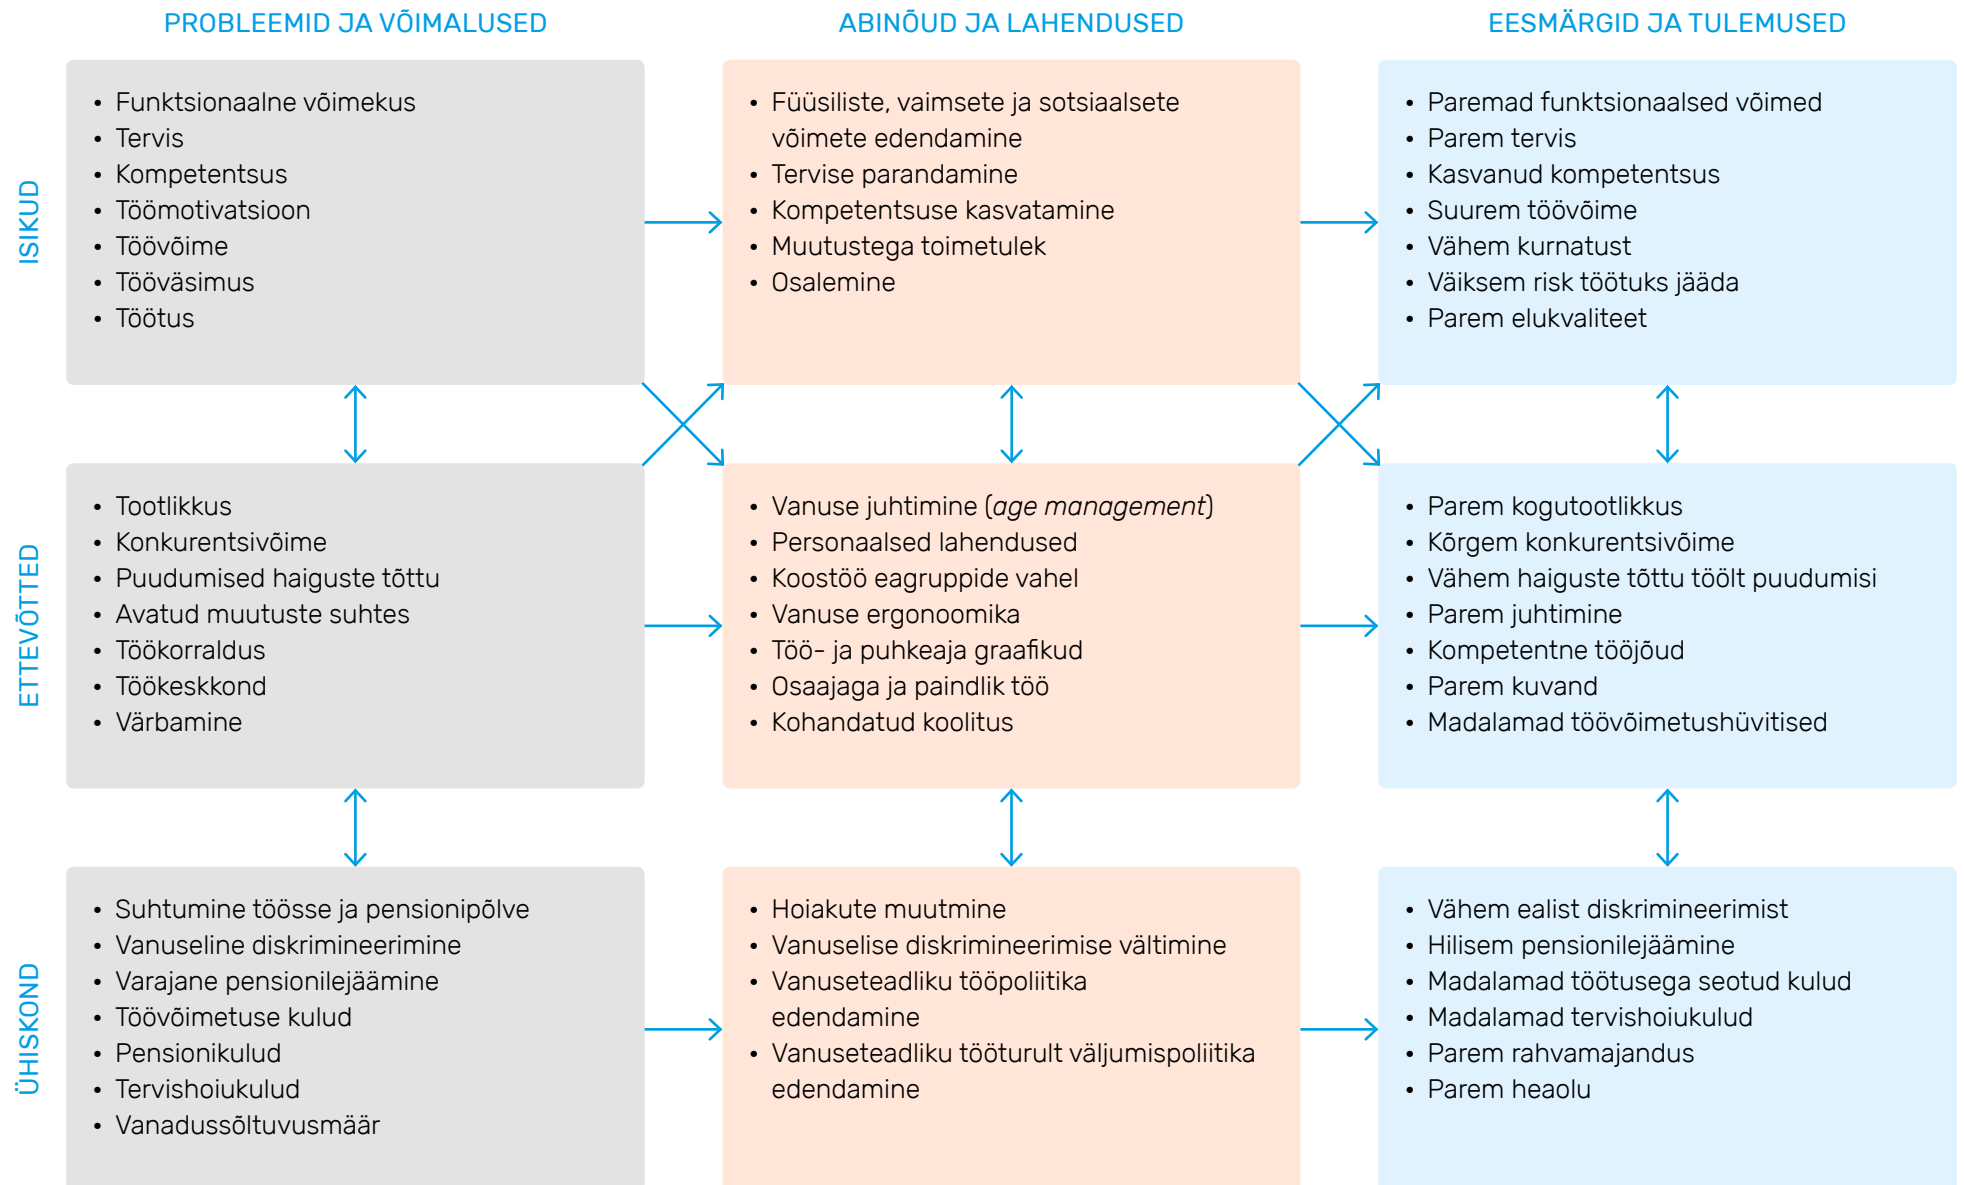 PROBLEEMID JA VÕIMALUSED
ABINÕUD JA LAHENDUSED
EESMÄRGID JA TULEMUSED
ISIKUD
• Funktsionaalne võimekus
• Tervis
• Kompetentsus
• Töömotivatsioon
• Töövõime
• Tööväsimus
• Töötus
• Füüsiliste, vaimsete ja sotsiaalsete
võimete edendamine
• Tervise parandamine
• Kompetentsuse kasvatamine
• Muutustega toimetulek
• Osalemine
• Paremad funktsionaalsed võimed
• Parem tervis
• Kasvanud kompetentsus
• Suurem töövõime
• Vähem kurnatust
• Väiksem risk töötuks jääda
• Parem elukvaliteet
ETTEVÕTTED
• Tootlikkus
• Konkurentsivõime
• Puudumised haiguste tõttu
• Avatud muutuste suhtes
• Töökorraldus
• Töökeskkond
• Värbamine
• Vanuse juhtimine (age management)
• Personaalsed lahendused
• Koostöö eagruppide vahel
• Vanuse ergonoomika
• Töö- ja puhkeaja graafikud
• Osaajaga ja paindlik töö
• Kohandatud koolitus
• Parem kogutootlikkus
• Kõrgem konkurentsivõime
• Vähem haiguste tõttu töölt puudumisi
• Parem juhtimine
• Kompetentne tööjõud
• Parem kuvand
• Madalamad töövõimetushüvitised
ÜHISKOND
• Suhtumine töösse ja pensionipõlve
• Vanuseline diskrimineerimine
• Varajane pensionilejäämine
• Töövõimetuse kulud
• Pensionikulud
• Tervishoiukulud
• Vanadussõltuvusmäär
• Hoiakute muutmine
• Vanuselise diskrimineerimise vältimine
• Vanuseteadliku tööpoliitika
edendamine
• Vanuseteadliku tööturult väljumispoliitika
edendamine
• Vähem ealist diskrimineerimist
• Hilisem pensionilejäämine
• Madalamad töötusega seotud kulud
• Madalamad tervishoiukulud
• Parem rahvamajandus
• Parem heaolu